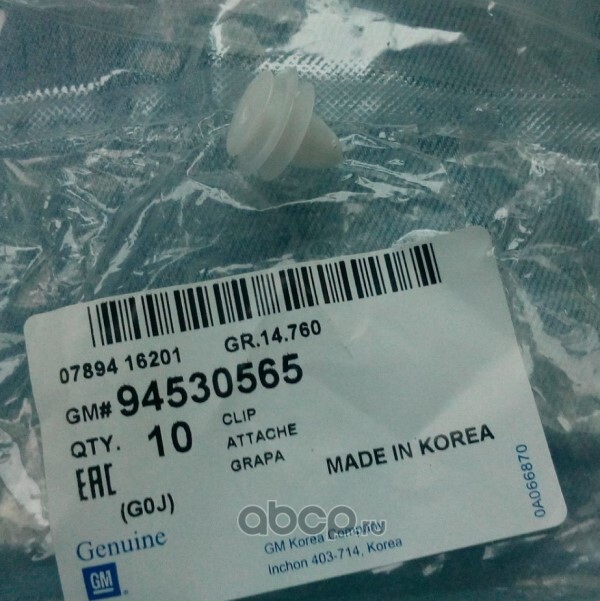 07894 16201 GR.14.760
GM# 94530565
QTY. 10 CLIP
ATTACHE
GRAPA
MADE IN KOREA
EAC
(G0J)
Genuine
GM
GM Korea Company
Inchon 403-714, Korea
0A066870
abcp.ru